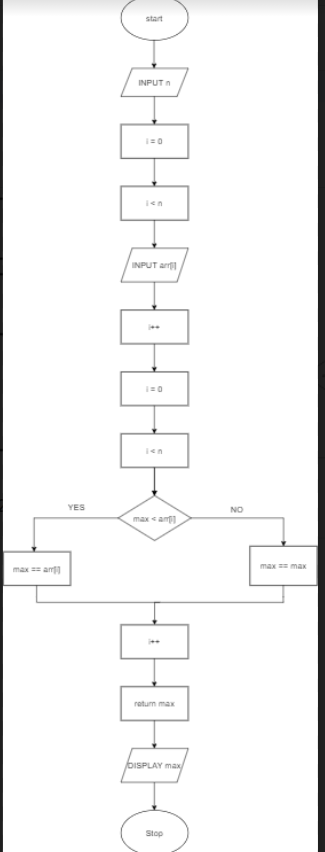 start
INPUT n
i = 0
i < n
INPUT arr[i]
i++
i = 0
i < n
max < arr[i]
YES
NO
max == arr[i]
max == max
i++
return max
DISPLAY max
Stop